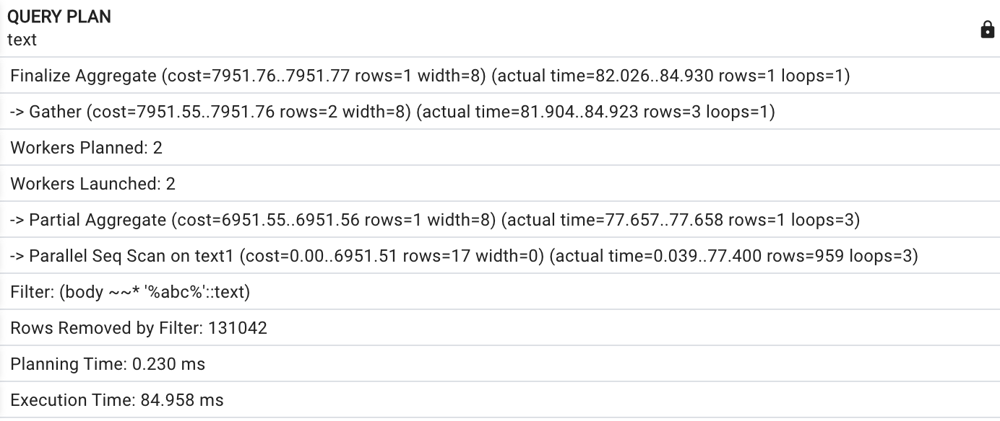 QUERY PLAN
text
Finalize Aggregate (cost=7951.76..7951.77 rows=1 width=8) (actual time=82.026..84.930 rows=1 loops=1)
-> Gather (cost=7951.55..7951.76 rows=2 width=8) (actual time=81.904..84.923 rows=3 loops=1)
Workers Planned: 2
Workers Launched: 2
-> Partial Aggregate (cost=6951.55..6951.56 rows=1 width=8) (actual time=77.657..77.658 rows=1 loops=3)
-> Parallel Seq Scan on text1 (cost=0.00..6951.51 rows=17 width=0) (actual time=0.039..77.400 rows=959 loops=3)
Filter: (body ~~* '%abc%'::text)
Rows Removed by Filter: 131042
Planning Time: 0.230 ms
Execution Time: 84.958 ms